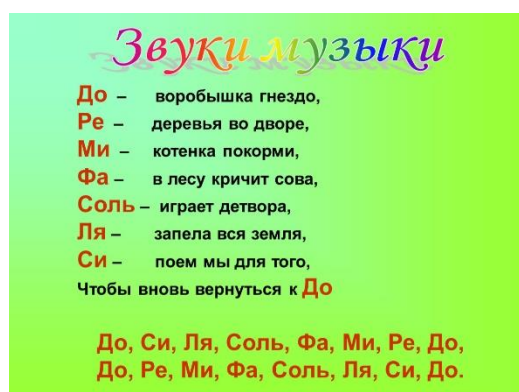 Звуки музыки
До – воробышка гнездо,
Ре – деревья во дворе,
Ми – котенка покорми,
Фа – в лесу кричит сова,
Соль – играет детвора,
Ля – запела вся земля,
Си – поем мы для того,
Чтобы вновь вернуться к До
До, Си, Ля, Соль, Фа, Ми, Ре, До,
До, Ре, Ми, Фа, Соль, Ля, Си, До.